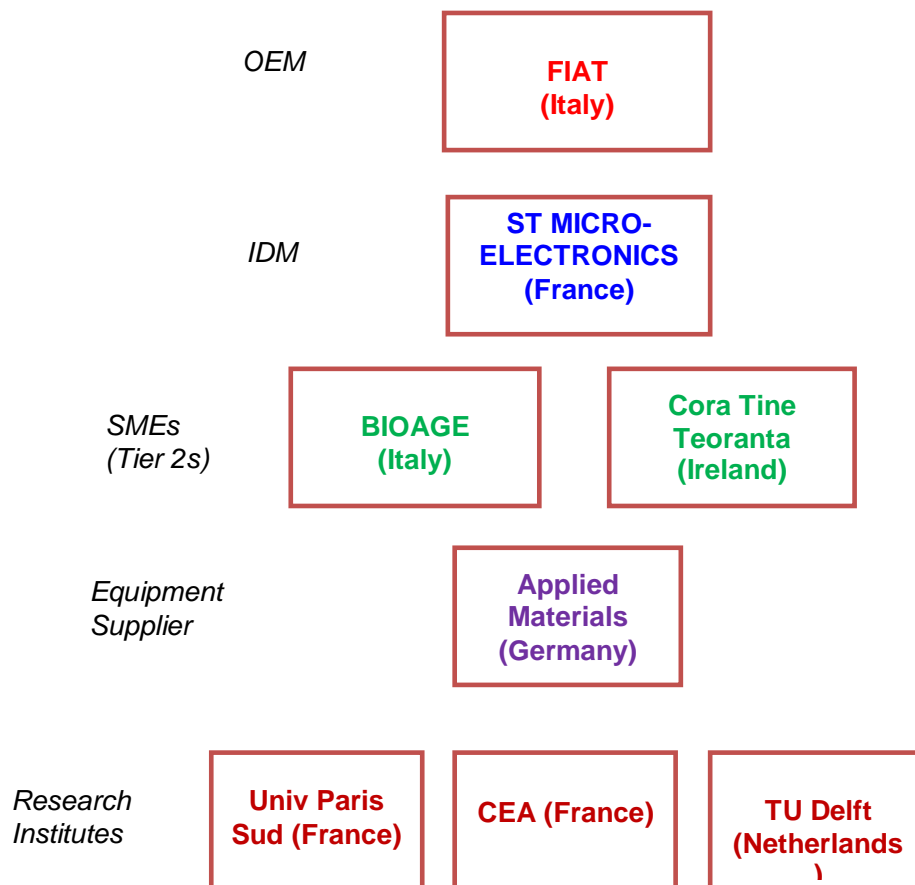 OEM
FIAT
(Italy)
IDM
ST MICRO-
ELECTRONICS
(France)
SMEs
(Tier 2s)
BIOAGE
(Italy)
Cora Tine
Teoranta
(Ireland)
Equipment
Supplier
Applied
Materials
(Germany)
Research
Institutes
Univ Paris
Sud (France)
CEA (France)
TU Delft
(Netherlands
)